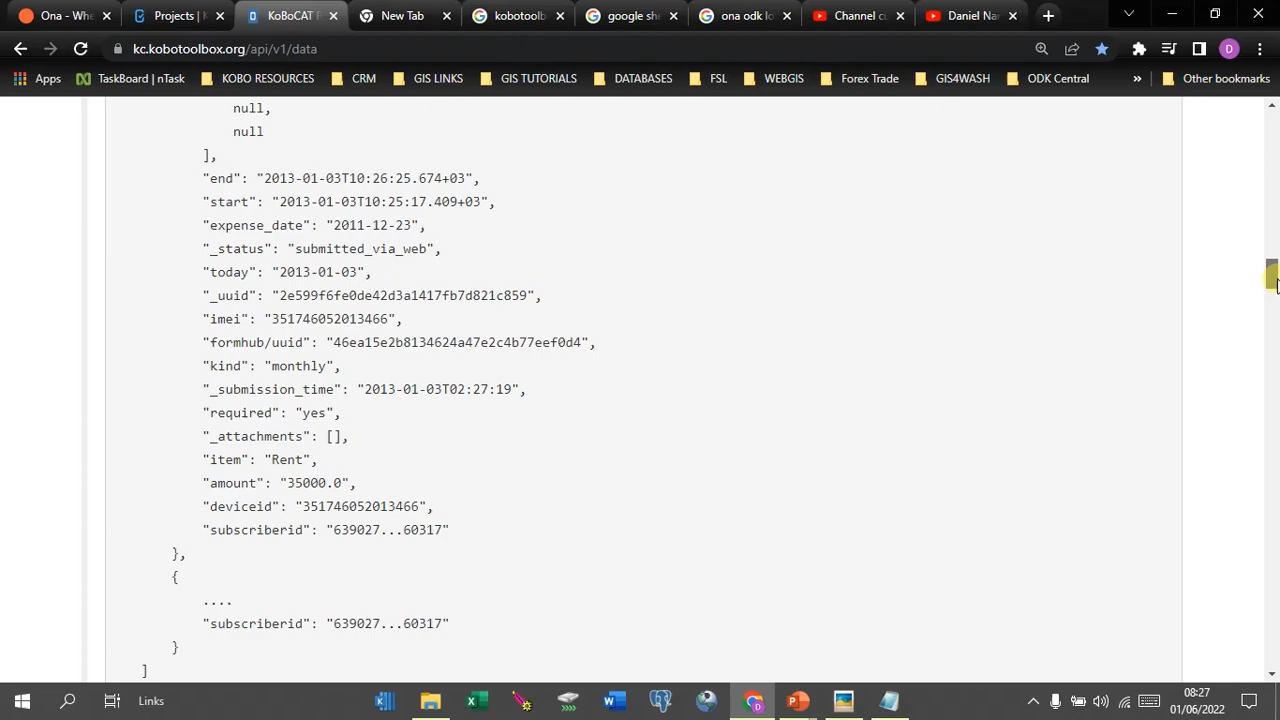 Ona - Whe
Projects | K
KoBoCAT F
New Tab
kobotoolb
google she
ona odk lo
Channel cu
Daniel Nar
kc.kobotoolbox.org/api/v1/data
D
Apps
TaskBoard | nTask
KOBO RESOURCES
CRM
GIS LINKS
GIS TUTORIALS
DATABASES
FSL
WEBGIS
Forex Trade
GIS4WASH
ODK Central
»
Other bookmarks
null,
null
],
"end": "2013-01-03T10:26:25.674+03",
"start": "2013-01-03T10:25:17.409+03",
"expense_date": "2011-12-23",
"_status": "submitted_via_web",
"today": "2013-01-03",
"_uuid": "2e599f6fe0de42d3a1417fb7d821c859",
"imei": "351746052013466",
"formhub/uuid": "46ea15e2b8134624a47e2c4b77eef0d4",
"kind": "monthly",
"_submission_time": "2013-01-03T02:27:19",
"required": "yes",
"_attachments": [],
"item": "Rent",
"amount": "35000.0",
"deviceid": "351746052013466",
"subscriberid": "639027...60317"
},
{
....
"subscriberid": "639027...60317"
}
]
Links
08:27
01/06/2022